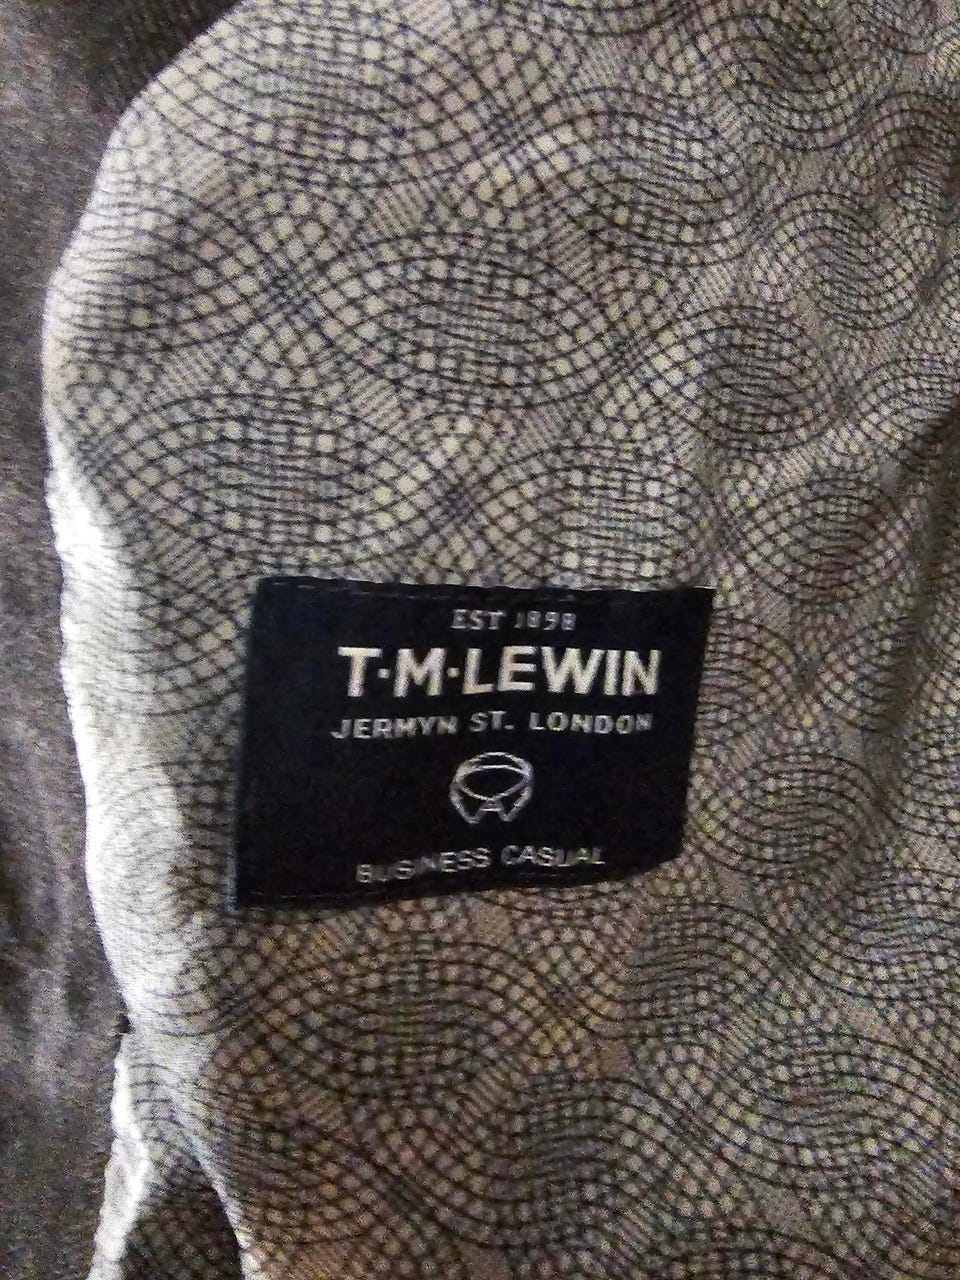 EST 1898
T·M·LEWIN
JERMYN ST. LONDON
BUSINESS CASUAL